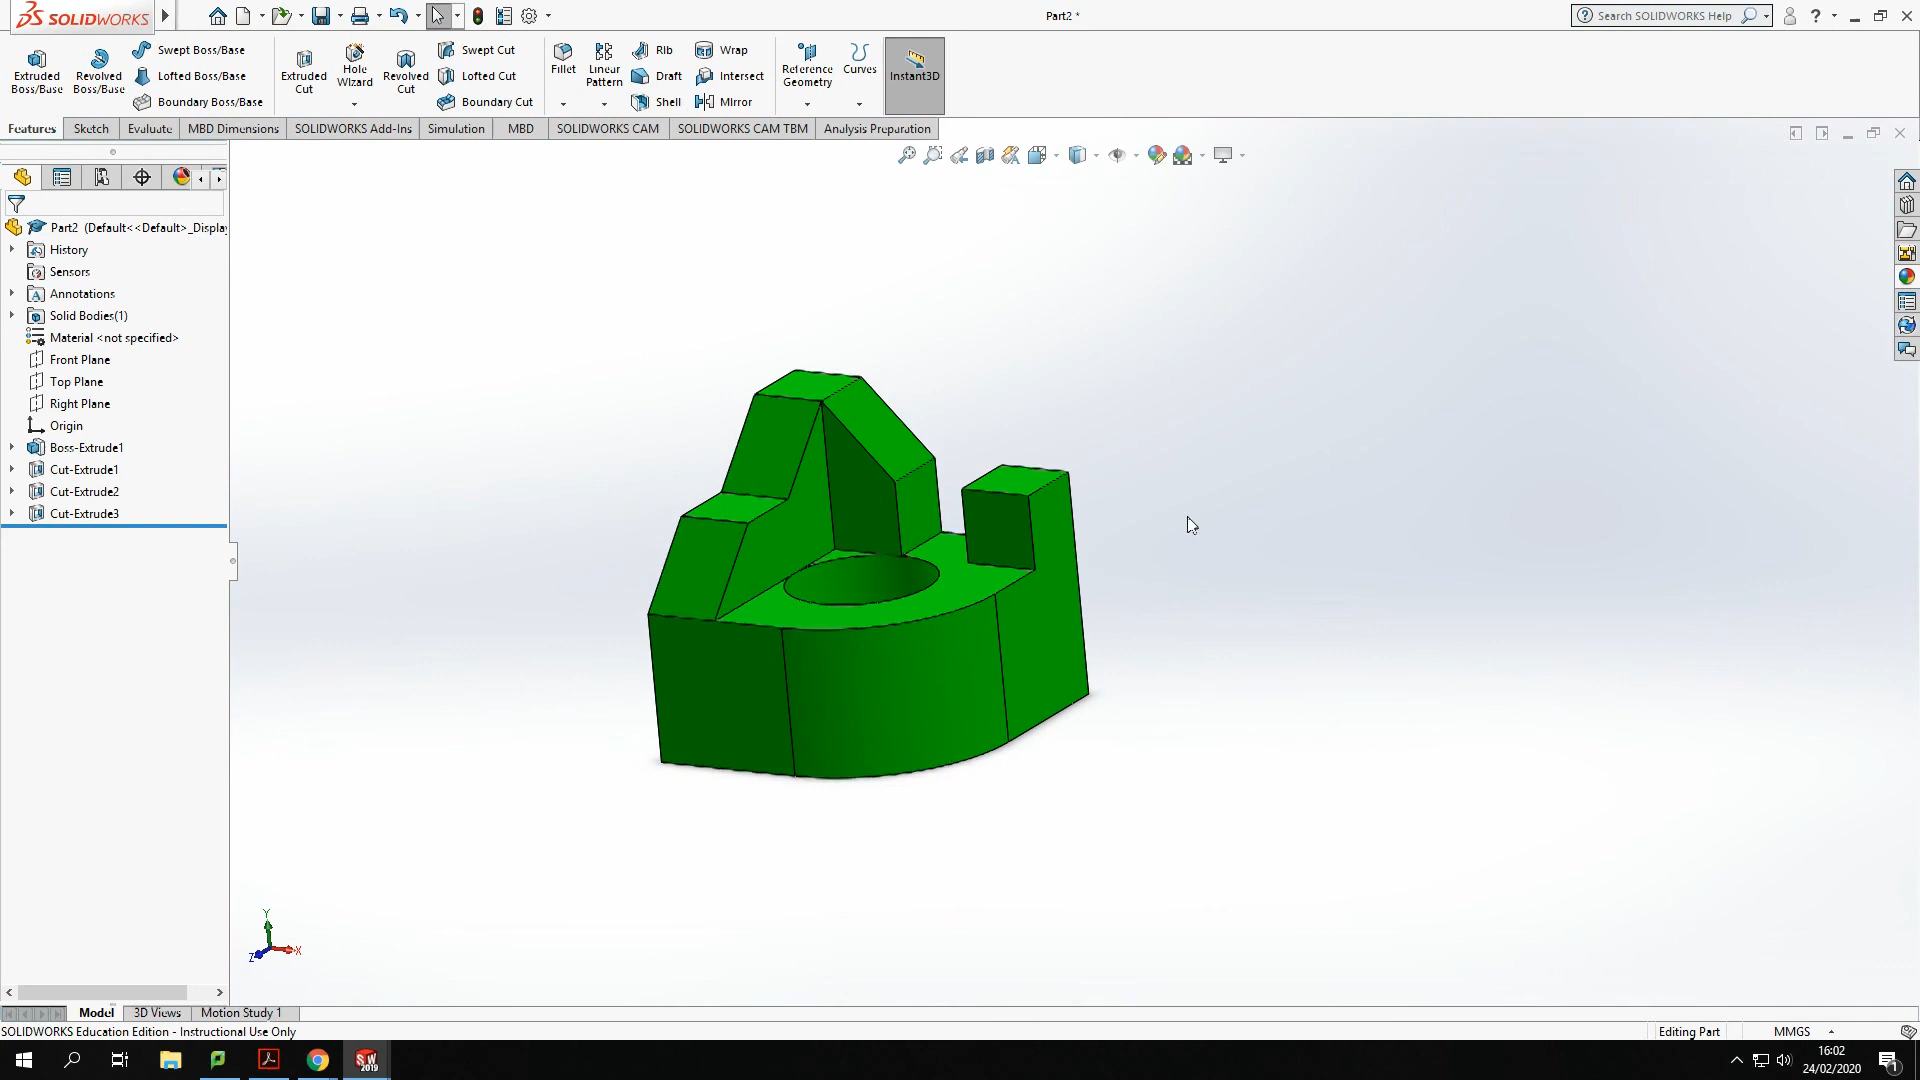 SOLIDWORKS
Part2 *
Search SOLIDWORKS Help
Extruded Boss/Base
Revolved Boss/Base
Swept Boss/Base
Lofted Boss/Base
Boundary Boss/Base
Extruded Cut
Hole Wizard
Revolved Cut
Swept Cut
Lofted Cut
Boundary Cut
Fillet
Linear Pattern
Rib
Draft
Shell
Wrap
Intersect
Mirror
Reference Geometry
Curves
Instant3D
Features
Sketch
Evaluate
MBD Dimensions
SOLIDWORKS Add-Ins
Simulation
MBD
SOLIDWORKS CAM
SOLIDWORKS CAM TBM
Analysis Preparation
Part2 (Default<<Default>_Display
History
Sensors
Annotations
Solid Bodies(1)
Material <not specified>
Front Plane
Top Plane
Right Plane
Origin
Boss-Extrude1
Cut-Extrude1
Cut-Extrude2
Cut-Extrude3
Y
X
Z
Model
3D Views
Motion Study 1
SOLIDWORKS Education Edition - Instructional Use Only
Editing Part
MMGS
SW
2019
16:02
24/02/2020
1